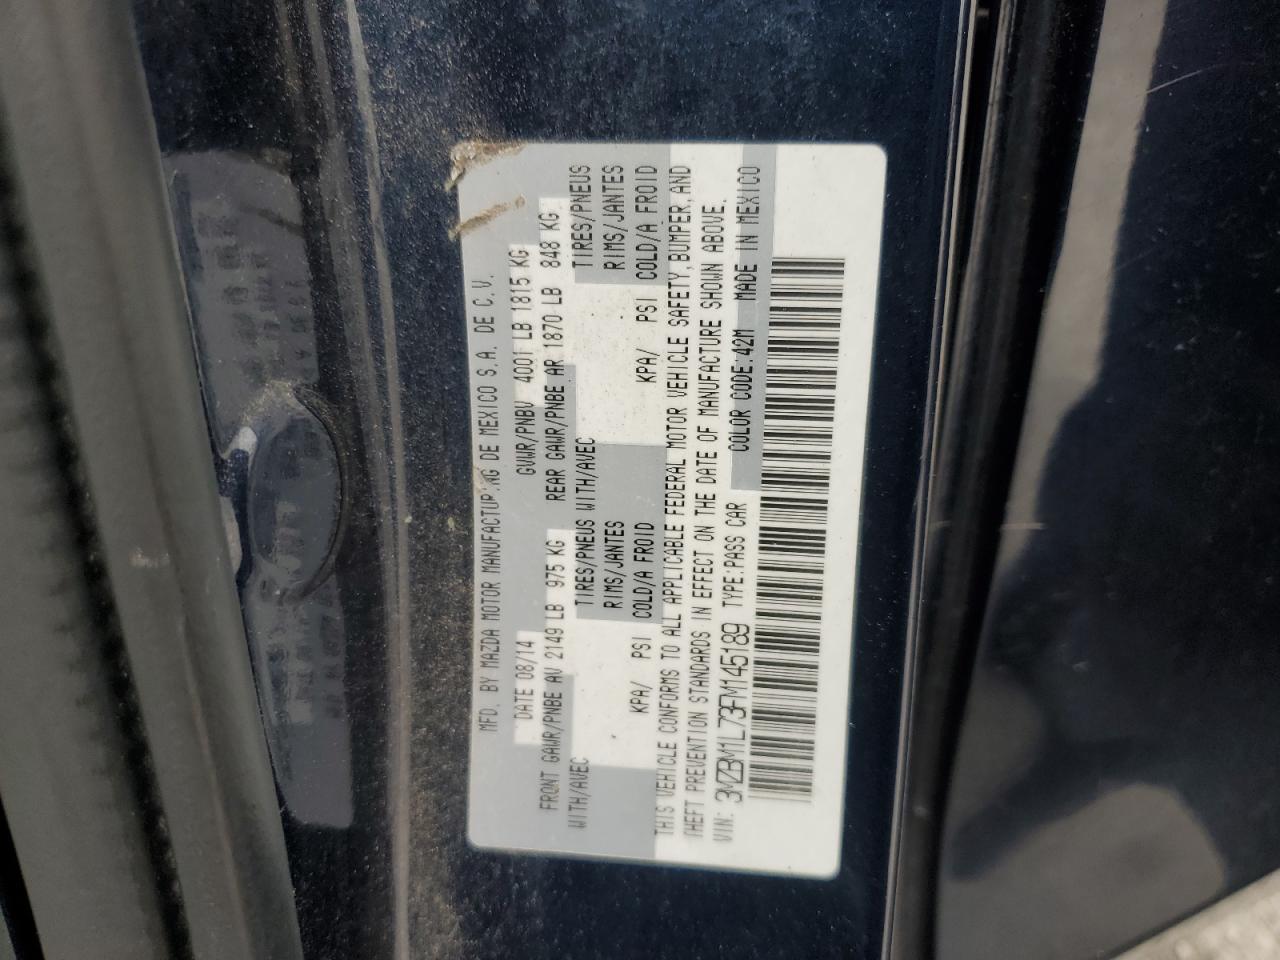 MFD. BY MAZDA MOTOR MANUFACTURING DE MEXICO S.A. DE C.V.
DATE 08/14 GVWR/PNBV 4001 LB 1815 KG
FRONT GAWR/PNBE AV 2149 LB 975 KG REAR GAWR/PNBE AR 1870 LB 848 KG
WITH/AVEC TIRES/PNEUS WITH/AVEC TIRES/PNEUS
RIMS/JANTES RIMS/JANTES
KPA/ PSI COLD/A FROID KPA/ PSI COLD/A FROID
THIS VEHICLE CONFORMS TO ALL APPLICABLE FEDERAL MOTOR VEHICLE SAFETY, BUMPER, AND
THEFT PREVENTION STANDARDS IN EFFECT ON THE DATE OF MANUFACTURE SHOWN ABOVE.
VIN: 3MZBM1L73FM145189 TYPE:PASS CAR COLOR CODE:42M MADE IN MEXICO